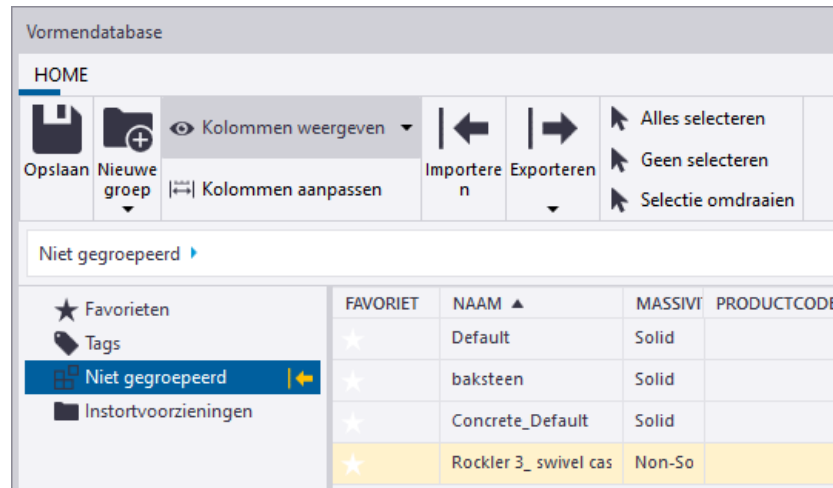 Vormendatabase
HOME
Opslaan
Nieuwe
groep
Kolommen weergeven
Kolommen aanpassen
Importere
n
Exporteren
Alles selecteren
Geen selecteren
Selectie omdraaien
Niet gegroepeerd
Favorieten
Tags
Niet gegroepeerd
Instortvoorzieningen
FAVORIET NAAM MASSIVI PRODUCTCODE
Default Solid
baksteen Solid
Concrete_Default Solid
Rockler 3_ swivel cas Non-So